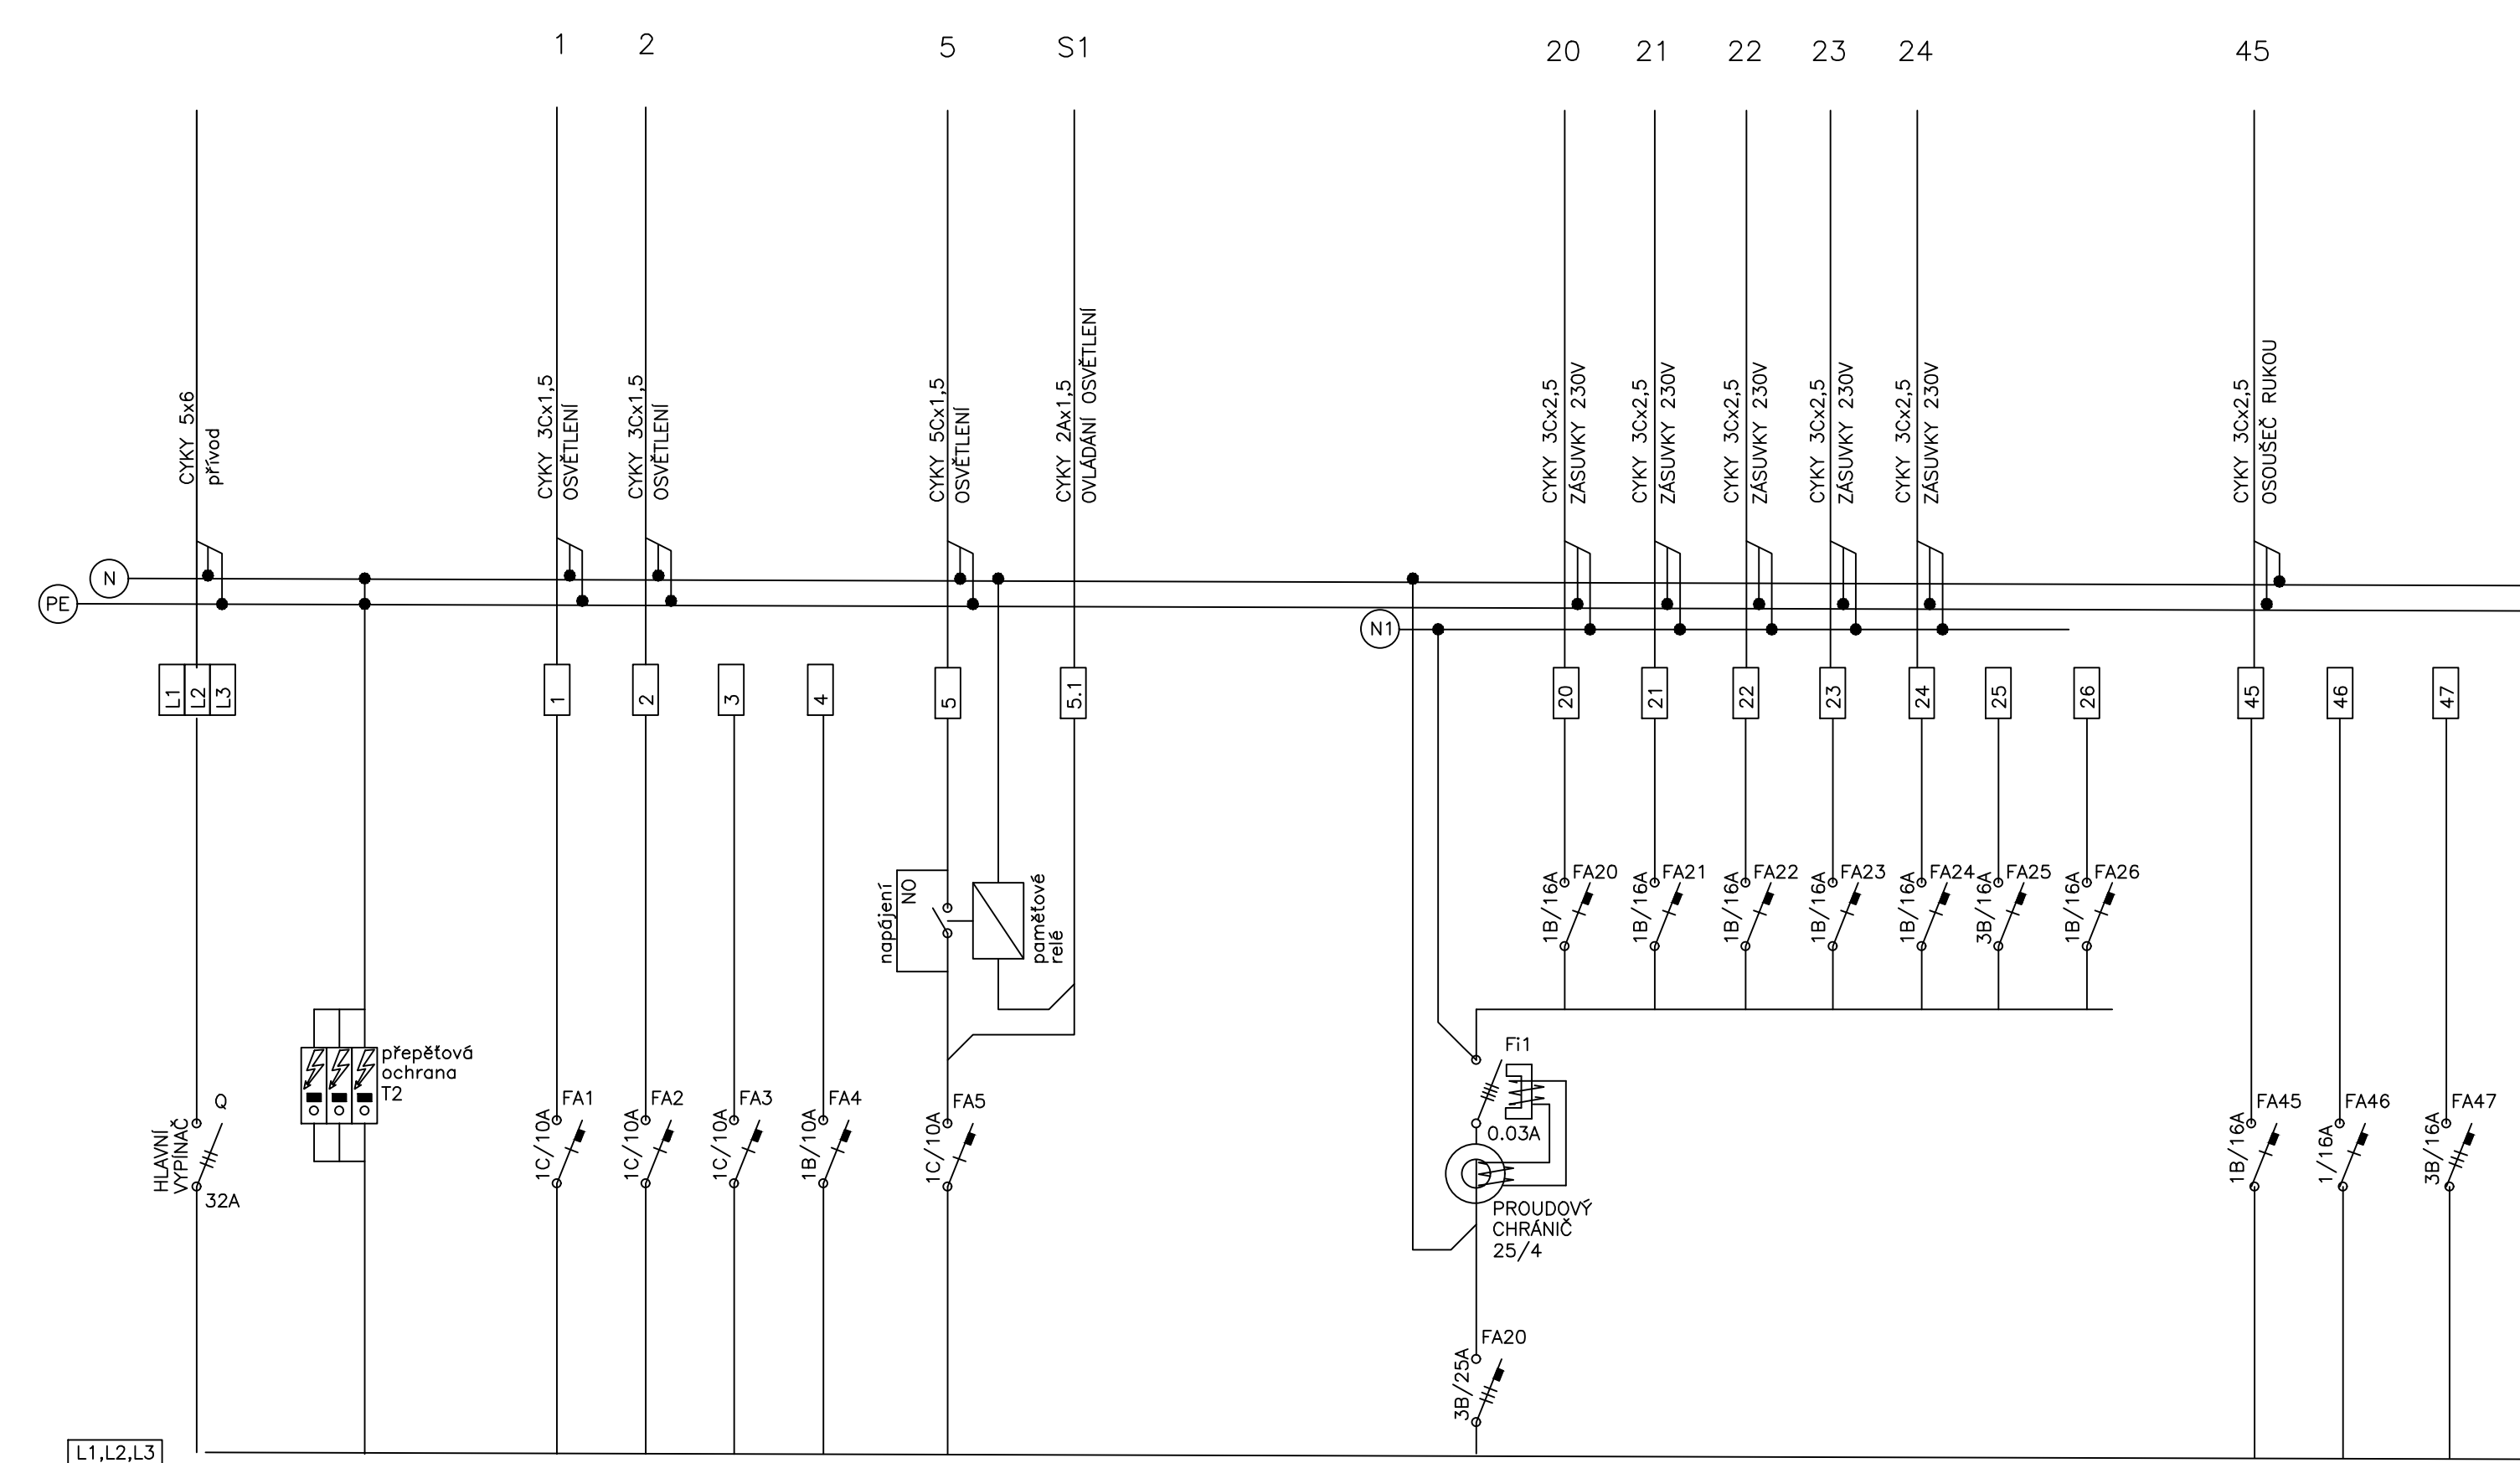 1
2
5
S1
20
21
22
23
24
45
CYKY 5x6
přívod
CYKY 3Cx1,5
OSVĚTLENÍ
CYKY 3Cx1,5
OSVĚTLENÍ
CYKY 5Cx1,5
OSVĚTLENÍ
CYKY 2Ax1,5
OVLÁDÁNÍ OSVĚTLENÍ
CYKY 3Cx2,5
ZÁSUVKY 230V
CYKY 3Cx2,5
ZÁSUVKY 230V
CYKY 3Cx2,5
ZÁSUVKY 230V
CYKY 3Cx2,5
ZÁSUVKY 230V
CYKY 3Cx2,5
ZÁSUVKY 230V
CYKY 3Cx2,5
OSOUŠEČ RUKOU
N
PE
N1
L1
L2
L3
1
2
3
4
5
5.1
20
21
22
23
24
25
26
45
46
47
napájení
NO
paměťové
relé
1B/16A
FA20
1B/16A
FA21
1B/16A
FA22
1B/16A
FA23
1B/16A
FA24
3B/16A
FA25
1B/16A
FA26
přepěťová
ochrana
T2
HLAVNÍ
VYPÍNAČ
Q
32A
1C/10A
FA1
1C/10A
FA2
1C/10A
FA3
1B/10A
FA4
1C/10A
FA5
Fi1
0.03A
PROUDOVÝ
CHRÁNIČ
25/4
1B/16A
FA45
1/16A
FA46
3B/16A
FA47
3B/25A
FA20
L1,L2,L3